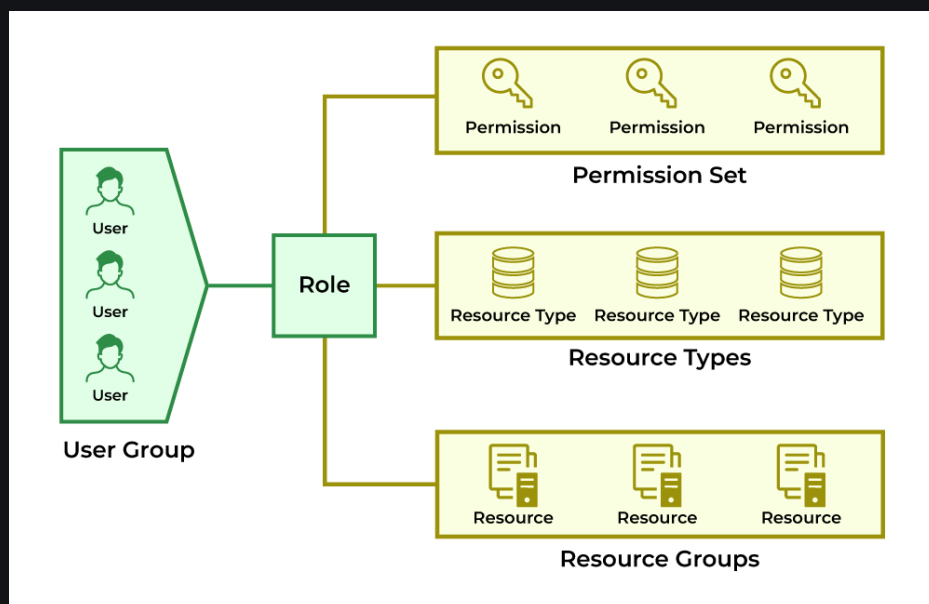 User
User
User
User Group
Role
Permission Permission Permission
Permission Set
Resource Type Resource Type Resource Type
Resource Types
Resource Resource Resource
Resource Groups